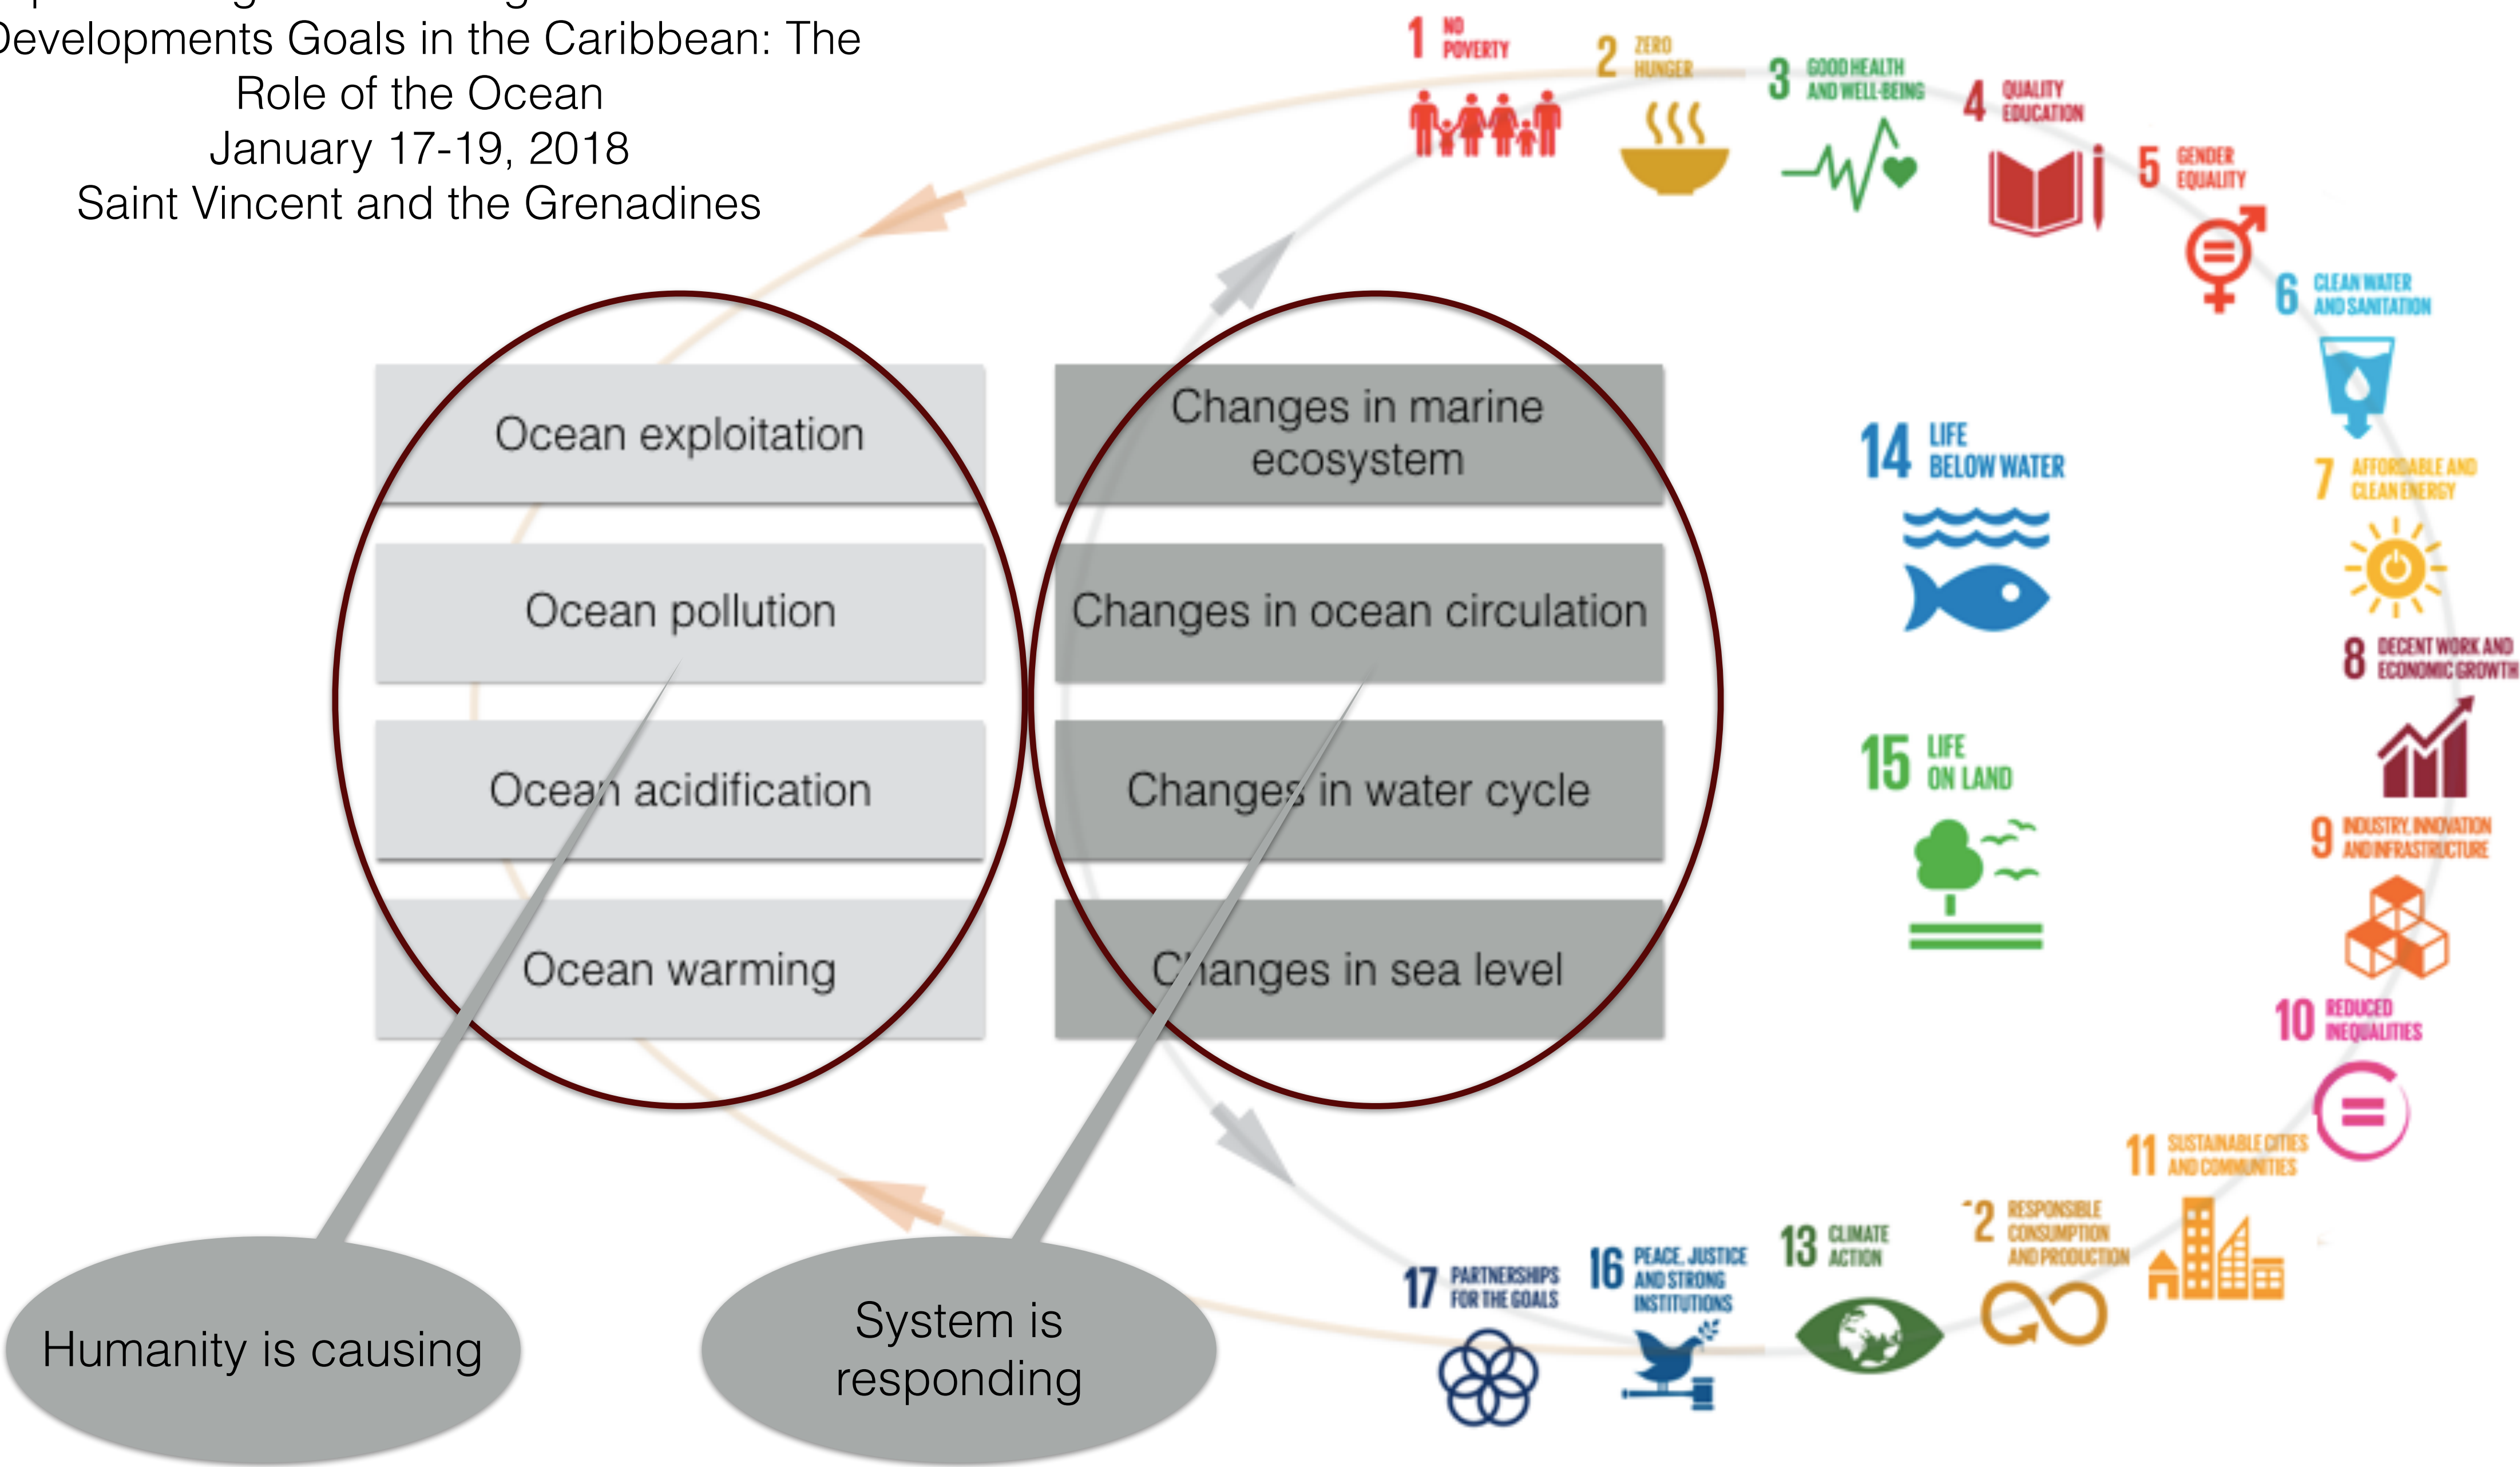 Developments Goals in the Caribbean: The
Role of the Ocean
January 17-19, 2018
Saint Vincent and the Grenadines
Ocean exploitation
Ocean pollution
Ocean acidification
Ocean warming
Changes in marine
ecosystem
Changes in ocean circulation
Changes in water cycle
Changes in sea level
Humanity is causing
System is
responding
1 NO
POVERTY
2 ZERO
HUNGER
3 GOOD HEALTH
AND WELL-BEING
4 QUALITY
EDUCATION
5 GENDER
EQUALITY
6 CLEAN WATER
AND SANITATION
7 AFFORDABLE AND
CLEAN ENERGY
8 DECENT WORK AND
ECONOMIC GROWTH
9 INDUSTRY, INNOVATION
AND INFRASTRUCTURE
10 REDUCED
INEQUALITIES
11 SUSTAINABLE CITIES
AND COMMUNITIES
2 RESPONSIBLE
CONSUMPTION
AND PRODUCTION
13 CLIMATE
ACTION
14 LIFE
BELOW WATER
15 LIFE
ON LAND
16 PEACE, JUSTICE
AND STRONG
INSTITUTIONS
17 PARTNERSHIPS
FOR THE GOALS